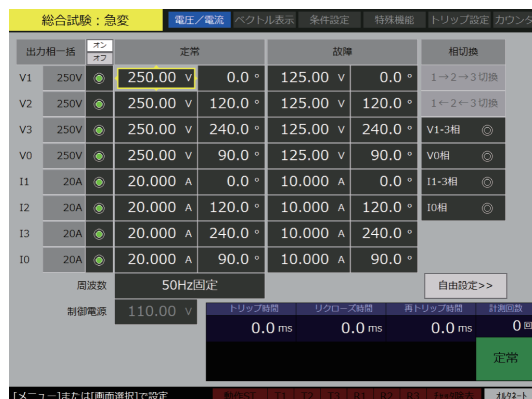 総合試験：急変 電圧／電流 ベクトル表示 条件設定 特殊機能 トリップ設定 カウンタ
出力相一括 オン オフ 定常 故障 相切換
V1 250V 250.00 V 0.0 ° 125.00 V 0.0 ° 1→2→3切換
V2 250V 250.00 V 120.0 ° 125.00 V 120.0 ° 1←2←3切換
V3 250V 250.00 V 240.0 ° 125.00 V 240.0 ° V1-3相 ◎
V0 250V 250.00 V 90.0 ° 125.00 V 90.0 ° V0相 ◎
I1 20A 20.000 A 0.0 ° 10.000 A 0.0 ° I1-3相 ◎
I2 20A 20.000 A 120.0 ° 10.000 A 120.0 ° I0相 ◎
I3 20A 20.000 A 240.0 ° 10.000 A 240.0 °
I0 20A 20.000 A 90.0 ° 10.000 A 90.0 °
周波数 50Hz固定 自由設定>>
制御電源 110.00 V トリップ時間 リクローズ時間 再トリップ時間 計測回数
0.0 ms 0.0 ms 0.0 ms 0 回
定常
[メニュー]または[画面選択]で設定 T1 T2 T3 R1 R2 R3